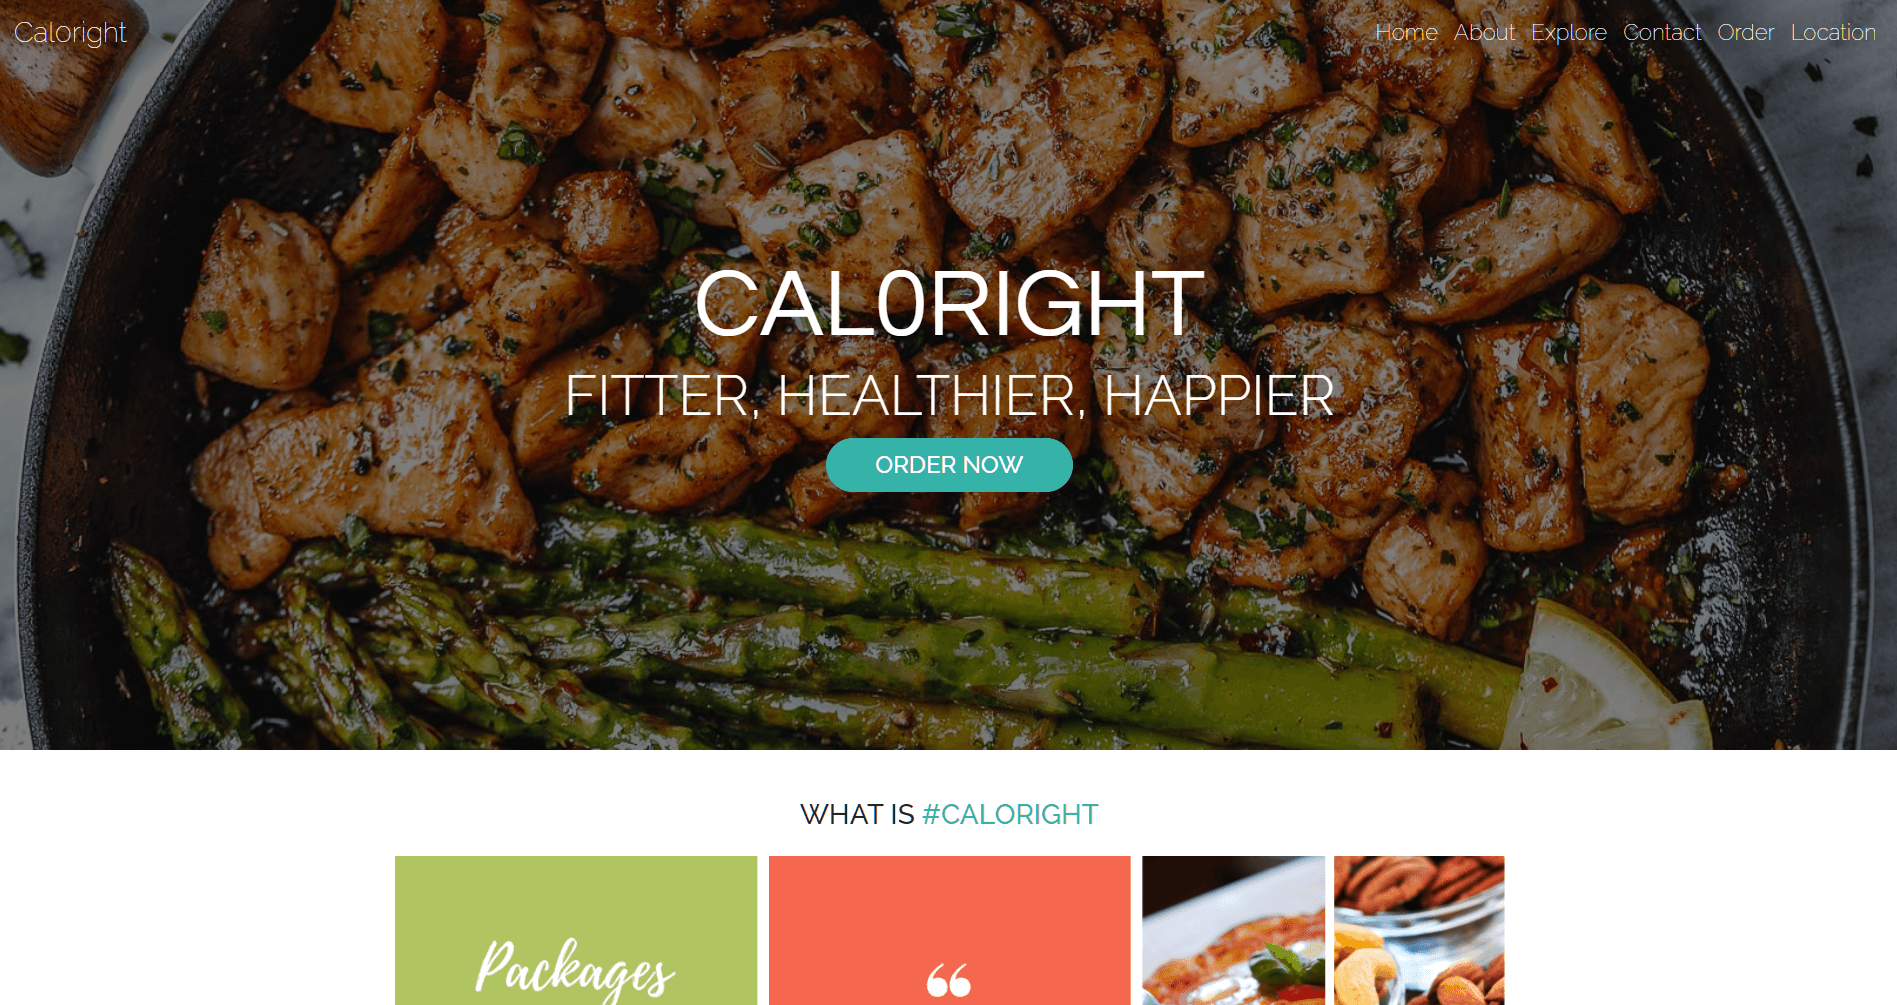 Caloright
Home About Explore Contact Order Location
CAL0RIGHT
FITTER, HEALTHIER, HAPPIER
ORDER NOW
WHAT IS #CALORIGHT
Packages
“